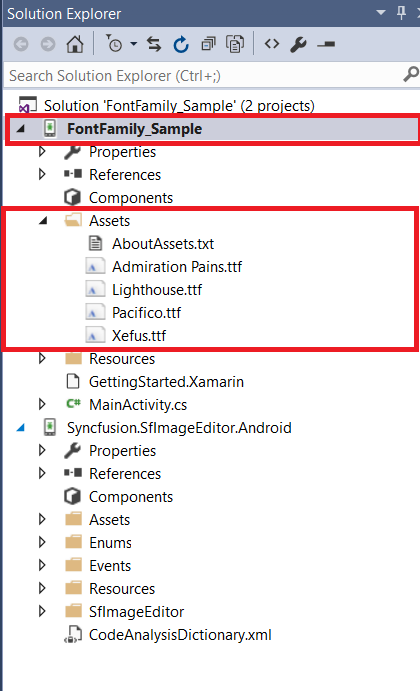 Solution Explorer
Search Solution Explorer (Ctrl+;)
Solution 'FontFamily_Sample' (2 projects)
FontFamily_Sample
Properties
References
Components
Assets
AboutAssets.txt
Admiration Pains.ttf
Lighthouse.ttf
Pacifico.ttf
Xefus.ttf
Resources
GettingStarted.Xamarin
C# MainActivity.cs
Syncfusion.SfImageEditor.Android
Properties
References
Components
Assets
Enums
Events
Resources
SfImageEditor
CodeAnalysisDictionary.xml